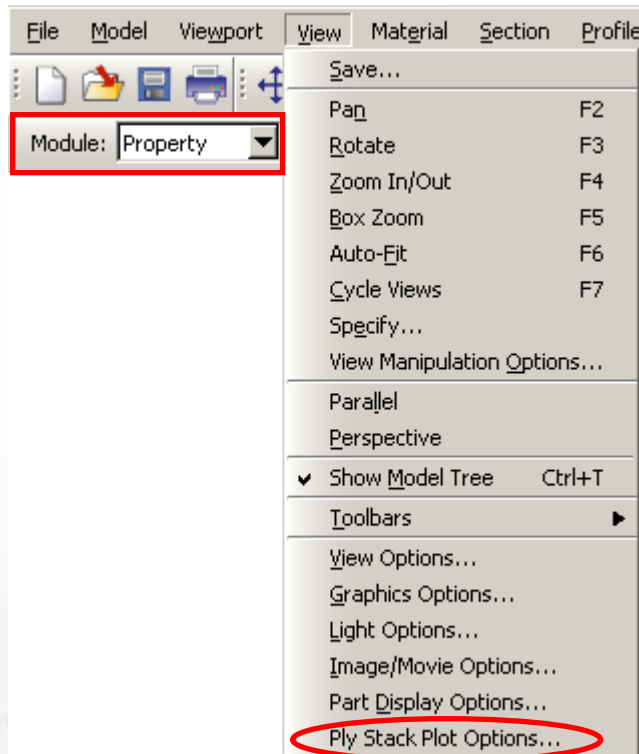 File Model Viewport View Material Section Profile
Module: Property
Save...
Pan F2
Rotate F3
Zoom In/Out F4
Box Zoom F5
Auto-Fit F6
Cycle Views F7
Specify...
View Manipulation Options...
Parallel
Perspective
Show Model Tree Ctrl+T
Toolbars
View Options...
Graphics Options...
Light Options...
Image/Movie Options...
Part Display Options...
Ply Stack Plot Options...